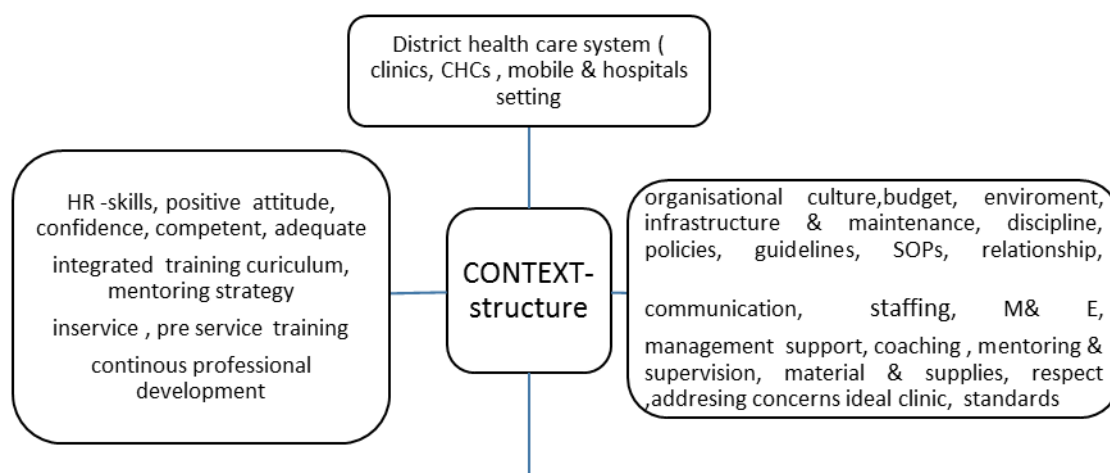 District health care system (
clinics, CHCs , mobile & hospitals
setting
HR -skills, positive attitude,
confidence, competent, adequate
integrated training curiculum,
mentoring strategy
inservice , pre service training
continous professional
development
CONTEXT-
structure
organisational culture,budget, enviroment,
infrastructure & maintenance, discipline,
policies, guidelines, SOPs, relationship,
communication, staffing, M& E,
management support, coaching , mentoring &
supervision, material & supplies, respect
,addresing concerns ideal clinic, standards